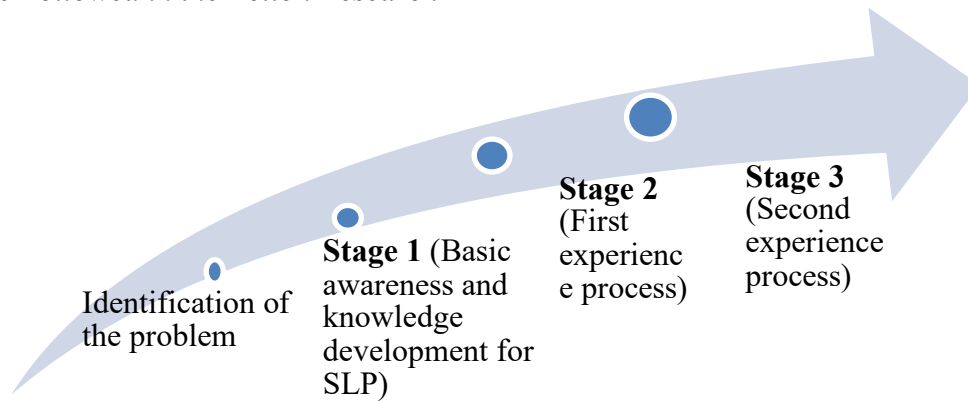 Identification of
the problem
Stage 1 (Basic
awareness and
knowledge
development for
SLP)
Stage 2
(First
experienc
e process)
Stage 3
(Second
experience
process)